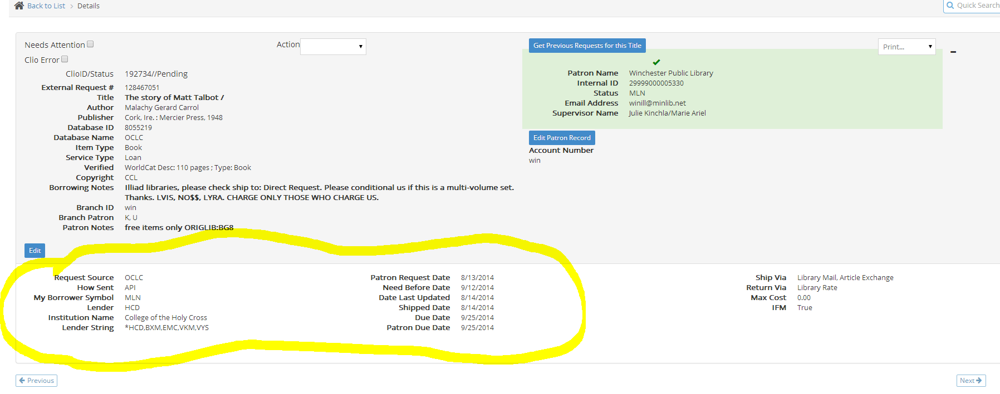 Back to List > Details
Quick Search
Needs Attention
Action
Get Previous Requests for this Title
Print...
Clio Error
ClioID/Status 192734//Pending
External Request # 128467051
Title The story of Matt Talbot /
Author Malachy Gerard Carrol
Publisher Cork, Ire. : Mercier Press, 1948
Database ID 8055219
Database Name OCLC
Item Type Book
Service Type Loan
Verified WorldCat Desc: 110 pages ; Type: Book
Copyright CCL
Borrowing Notes Illiad libraries, please check ship to: Direct Request. Please conditional us if this is a multi-volume set.
Thanks. LVIS, NO$$, LYRA. CHARGE ONLY THOSE WHO CHARGE US.
Branch ID win
Branch Patron K, U
Patron Notes free items only ORIGLIB:BG8
Edit
Patron Name Winchester Public Library
Internal ID 29999000005330
Status MLN
Email Address winill@minlib.net
Supervisor Name Julie Kinchla/Marie Ariel
Edit Patron Record
Account Number
win
Request Source OCLC
How Sent API
My Borrower Symbol MLN
Lender HCD
Institution Name College of the Holy Cross
Lender String *HCD,BXM,EMC,VKM,VYS
Patron Request Date 8/13/2014
Need Before Date 9/12/2014
Date Last Updated 8/14/2014
Shipped Date 8/14/2014
Due Date 9/25/2014
Patron Due Date 9/25/2014
Ship Via Library Mail, Article Exchange
Return Via Library Rate
Max Cost 0.00
IFM True
Previous
Next